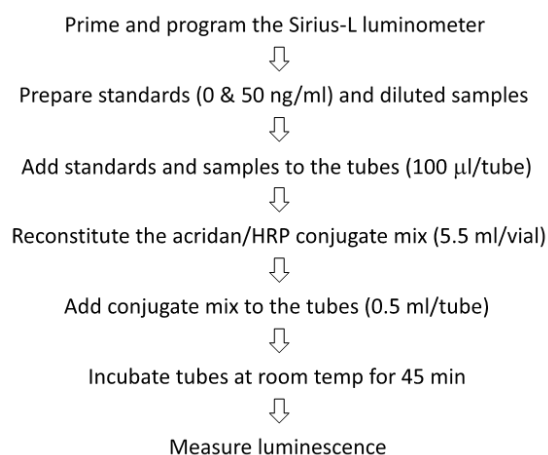 Prime and program the Sirius-L luminometer
Prepare standards (0 & 50 ng/ml) and diluted samples
Add standards and samples to the tubes (100 μl/tube)
Reconstitute the acridan/HRP conjugate mix (5.5 ml/vial)
Add conjugate mix to the tubes (0.5 ml/tube)
Incubate tubes at room temp for 45 min
Measure luminescence